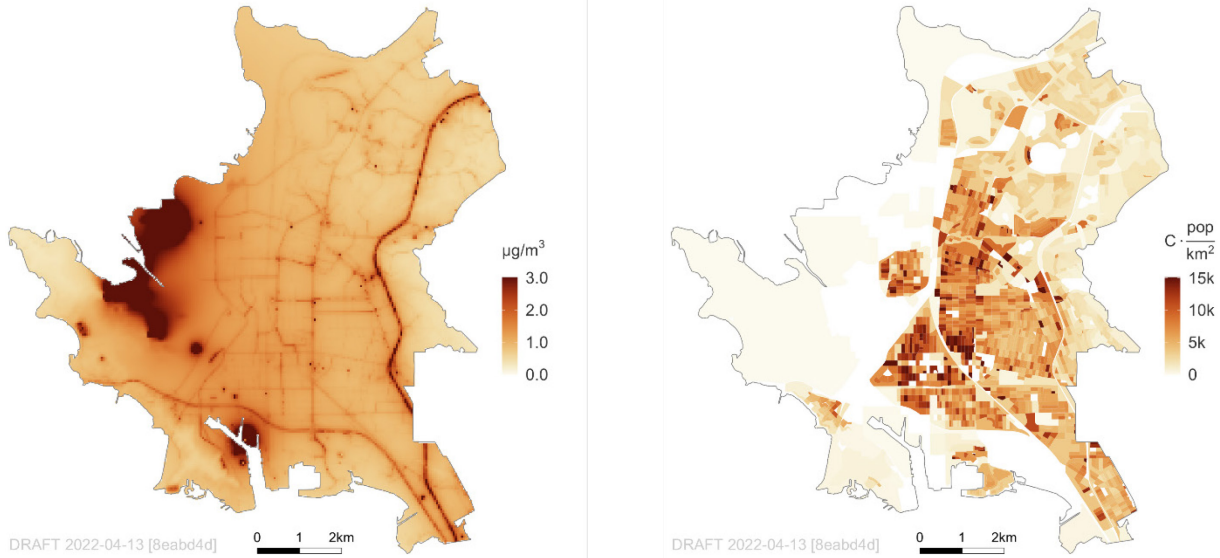 µg/m³
3.0
2.0
1.0
0.0
DRAFT 2022-04-13 [8eabd4d]
0 1 2km
C · pop
km²
15k
10k
5k
0
DRAFT 2022-04-13 [8eabd4d]
0 1 2km